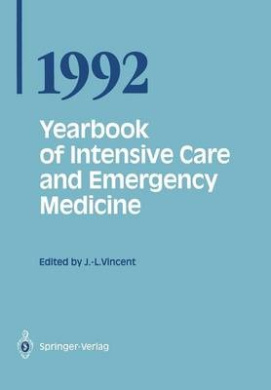 1992
Yearbook
of Intensive Care
and Emergency
Medicine
Edited by J.-L.Vincent
Springer-Verlag